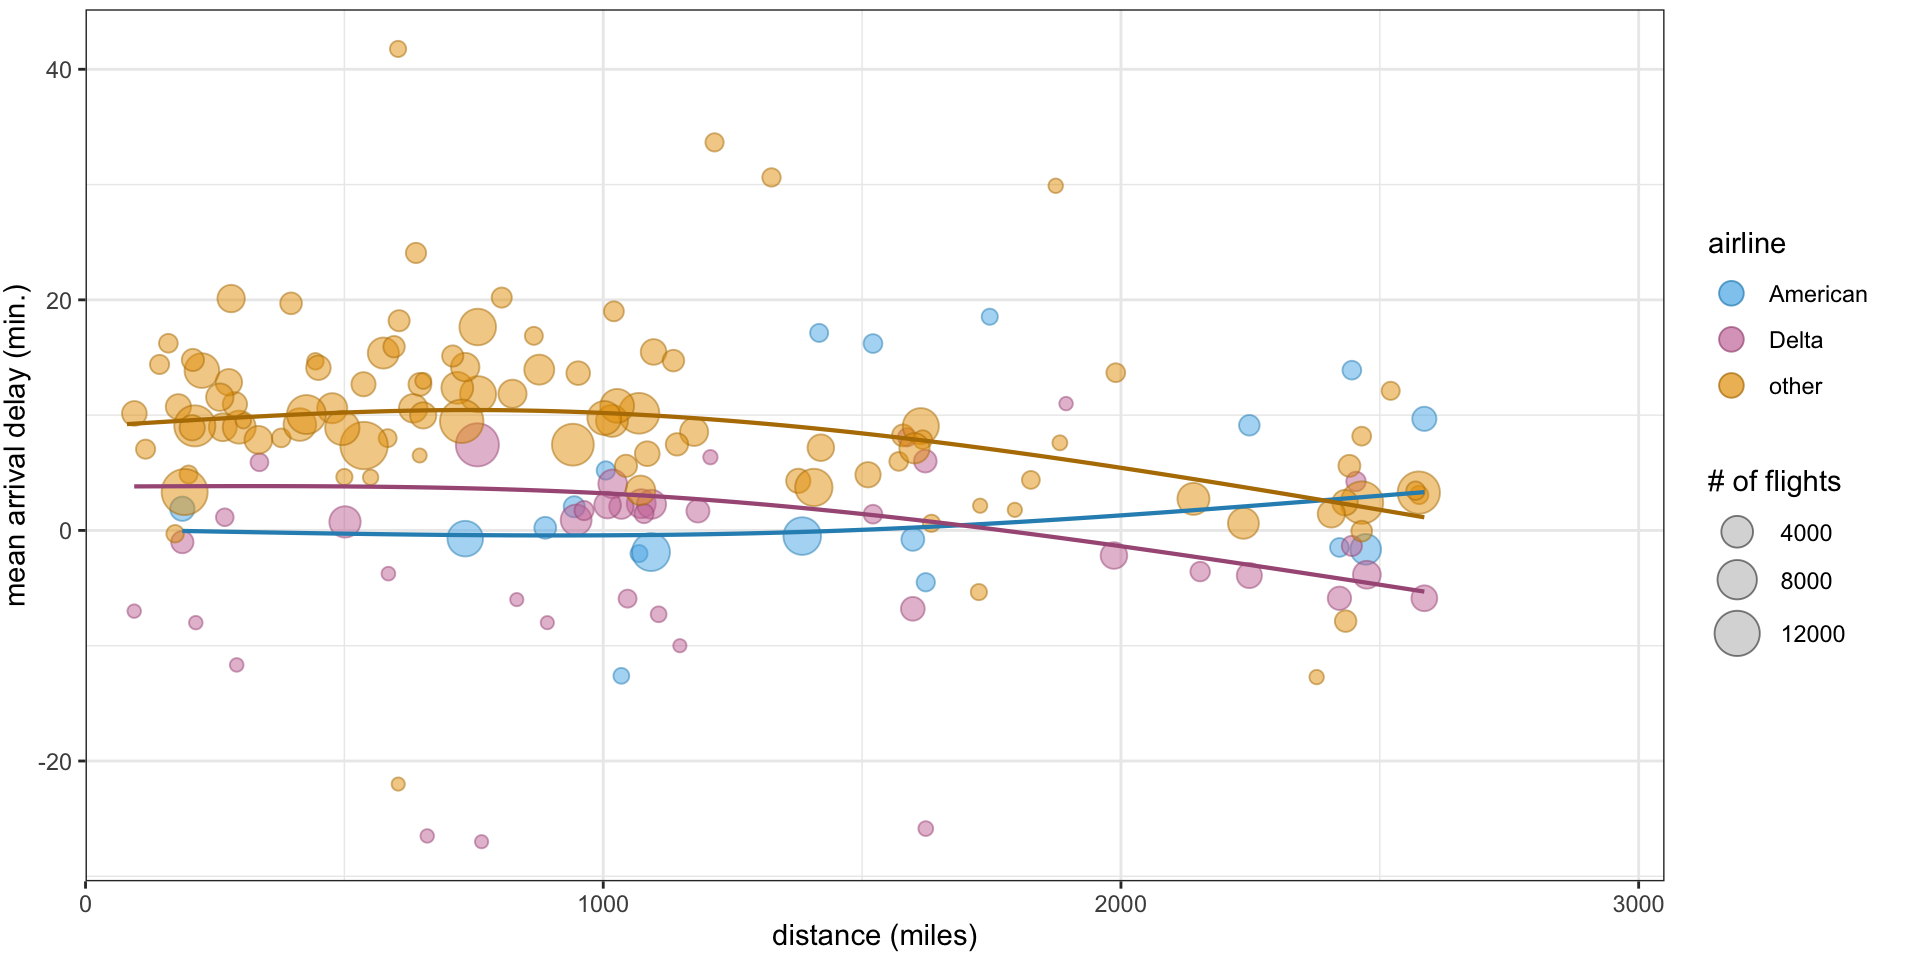 40
20
0
-20
mean arrival delay (min.)
0
1000
2000
3000
distance (miles)
airline
American
Delta
other
# of flights
4000
8000
12000